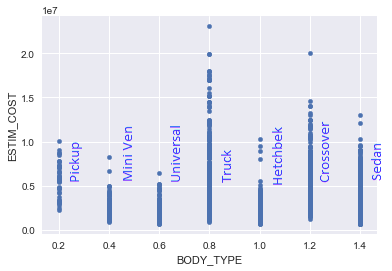 1e7
2.0
1.5
1.0
0.5
0.0
ESTIM_COST
Pickup
Mini Ven
Universal
Truck
Hetchbek
Crossover
Sedan
0.2 0.4 0.6 0.8 1.0 1.2 1.4
BODY_TYPE